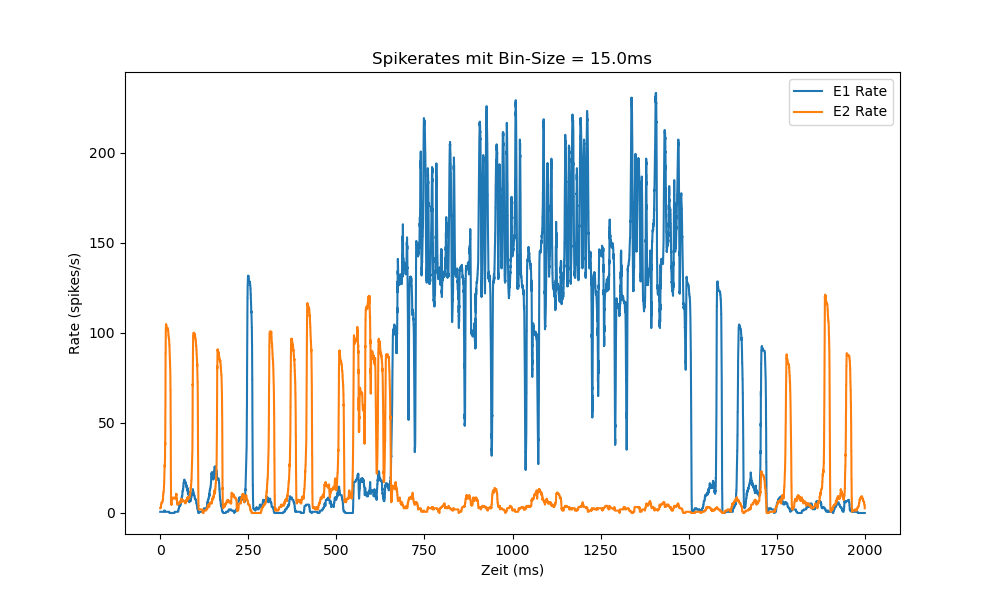 Spikerates mit Bin-Size = 15.0ms
E1 Rate
E2 Rate
Rate (spikes/s)
200
150
100
50
0
0 250 500 750 1000 1250 1500 1750 2000
Zeit (ms)